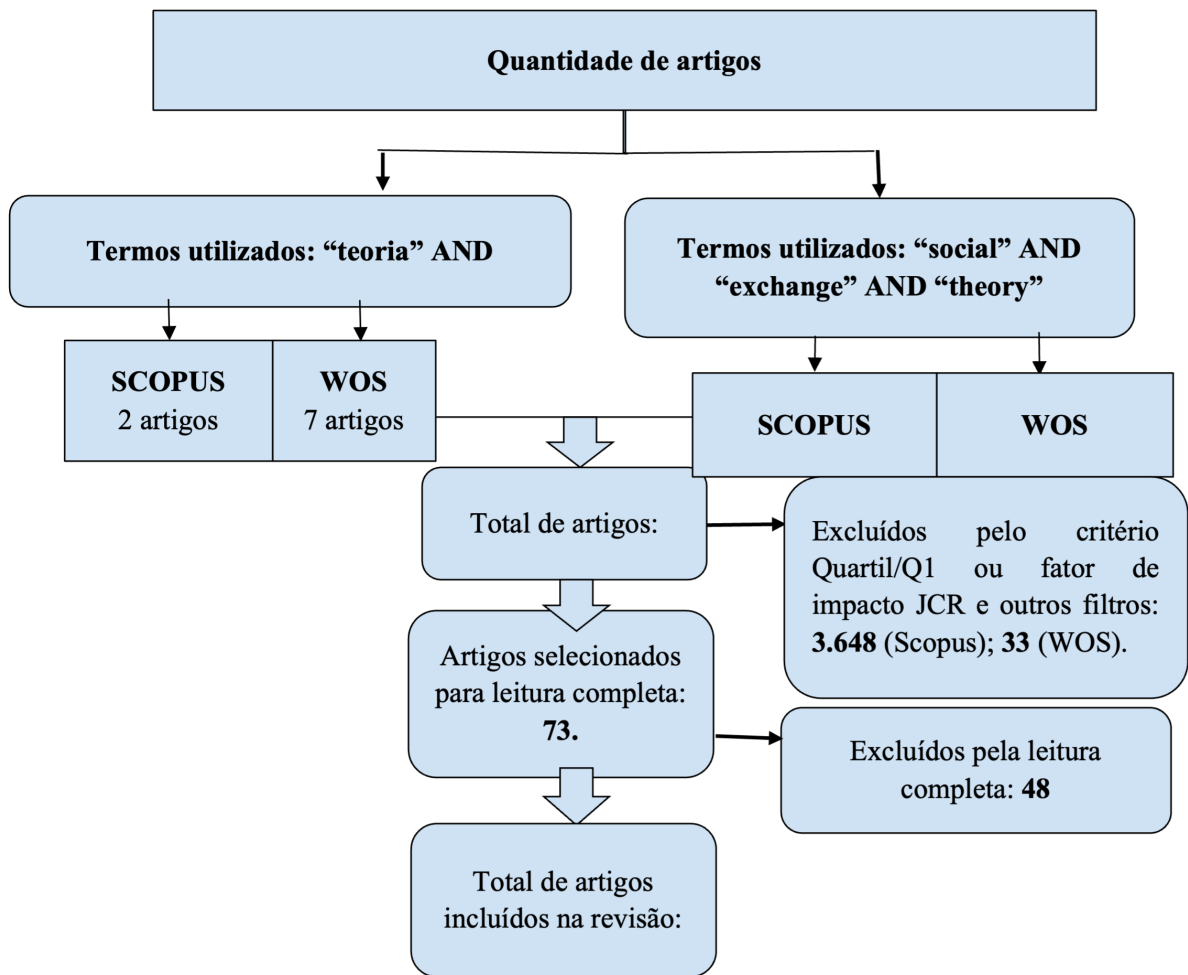 Quantidade de artigos
Termos utilizados: “teoria” AND
Termos utilizados: “social” AND
“exchange” AND “theory”
SCOPUS
2 artigos
WOS
7 artigos
SCOPUS
WOS
Total de artigos:
Excluídos pelo critério
Quartil/Q1 ou fator de
impacto JCR e outros filtros:
3.648 (Scopus); 33 (WOS).
Artigos selecionados
para leitura completa:
73.
Excluídos pela leitura
completa: 48
Total de artigos
incluídos na revisão: